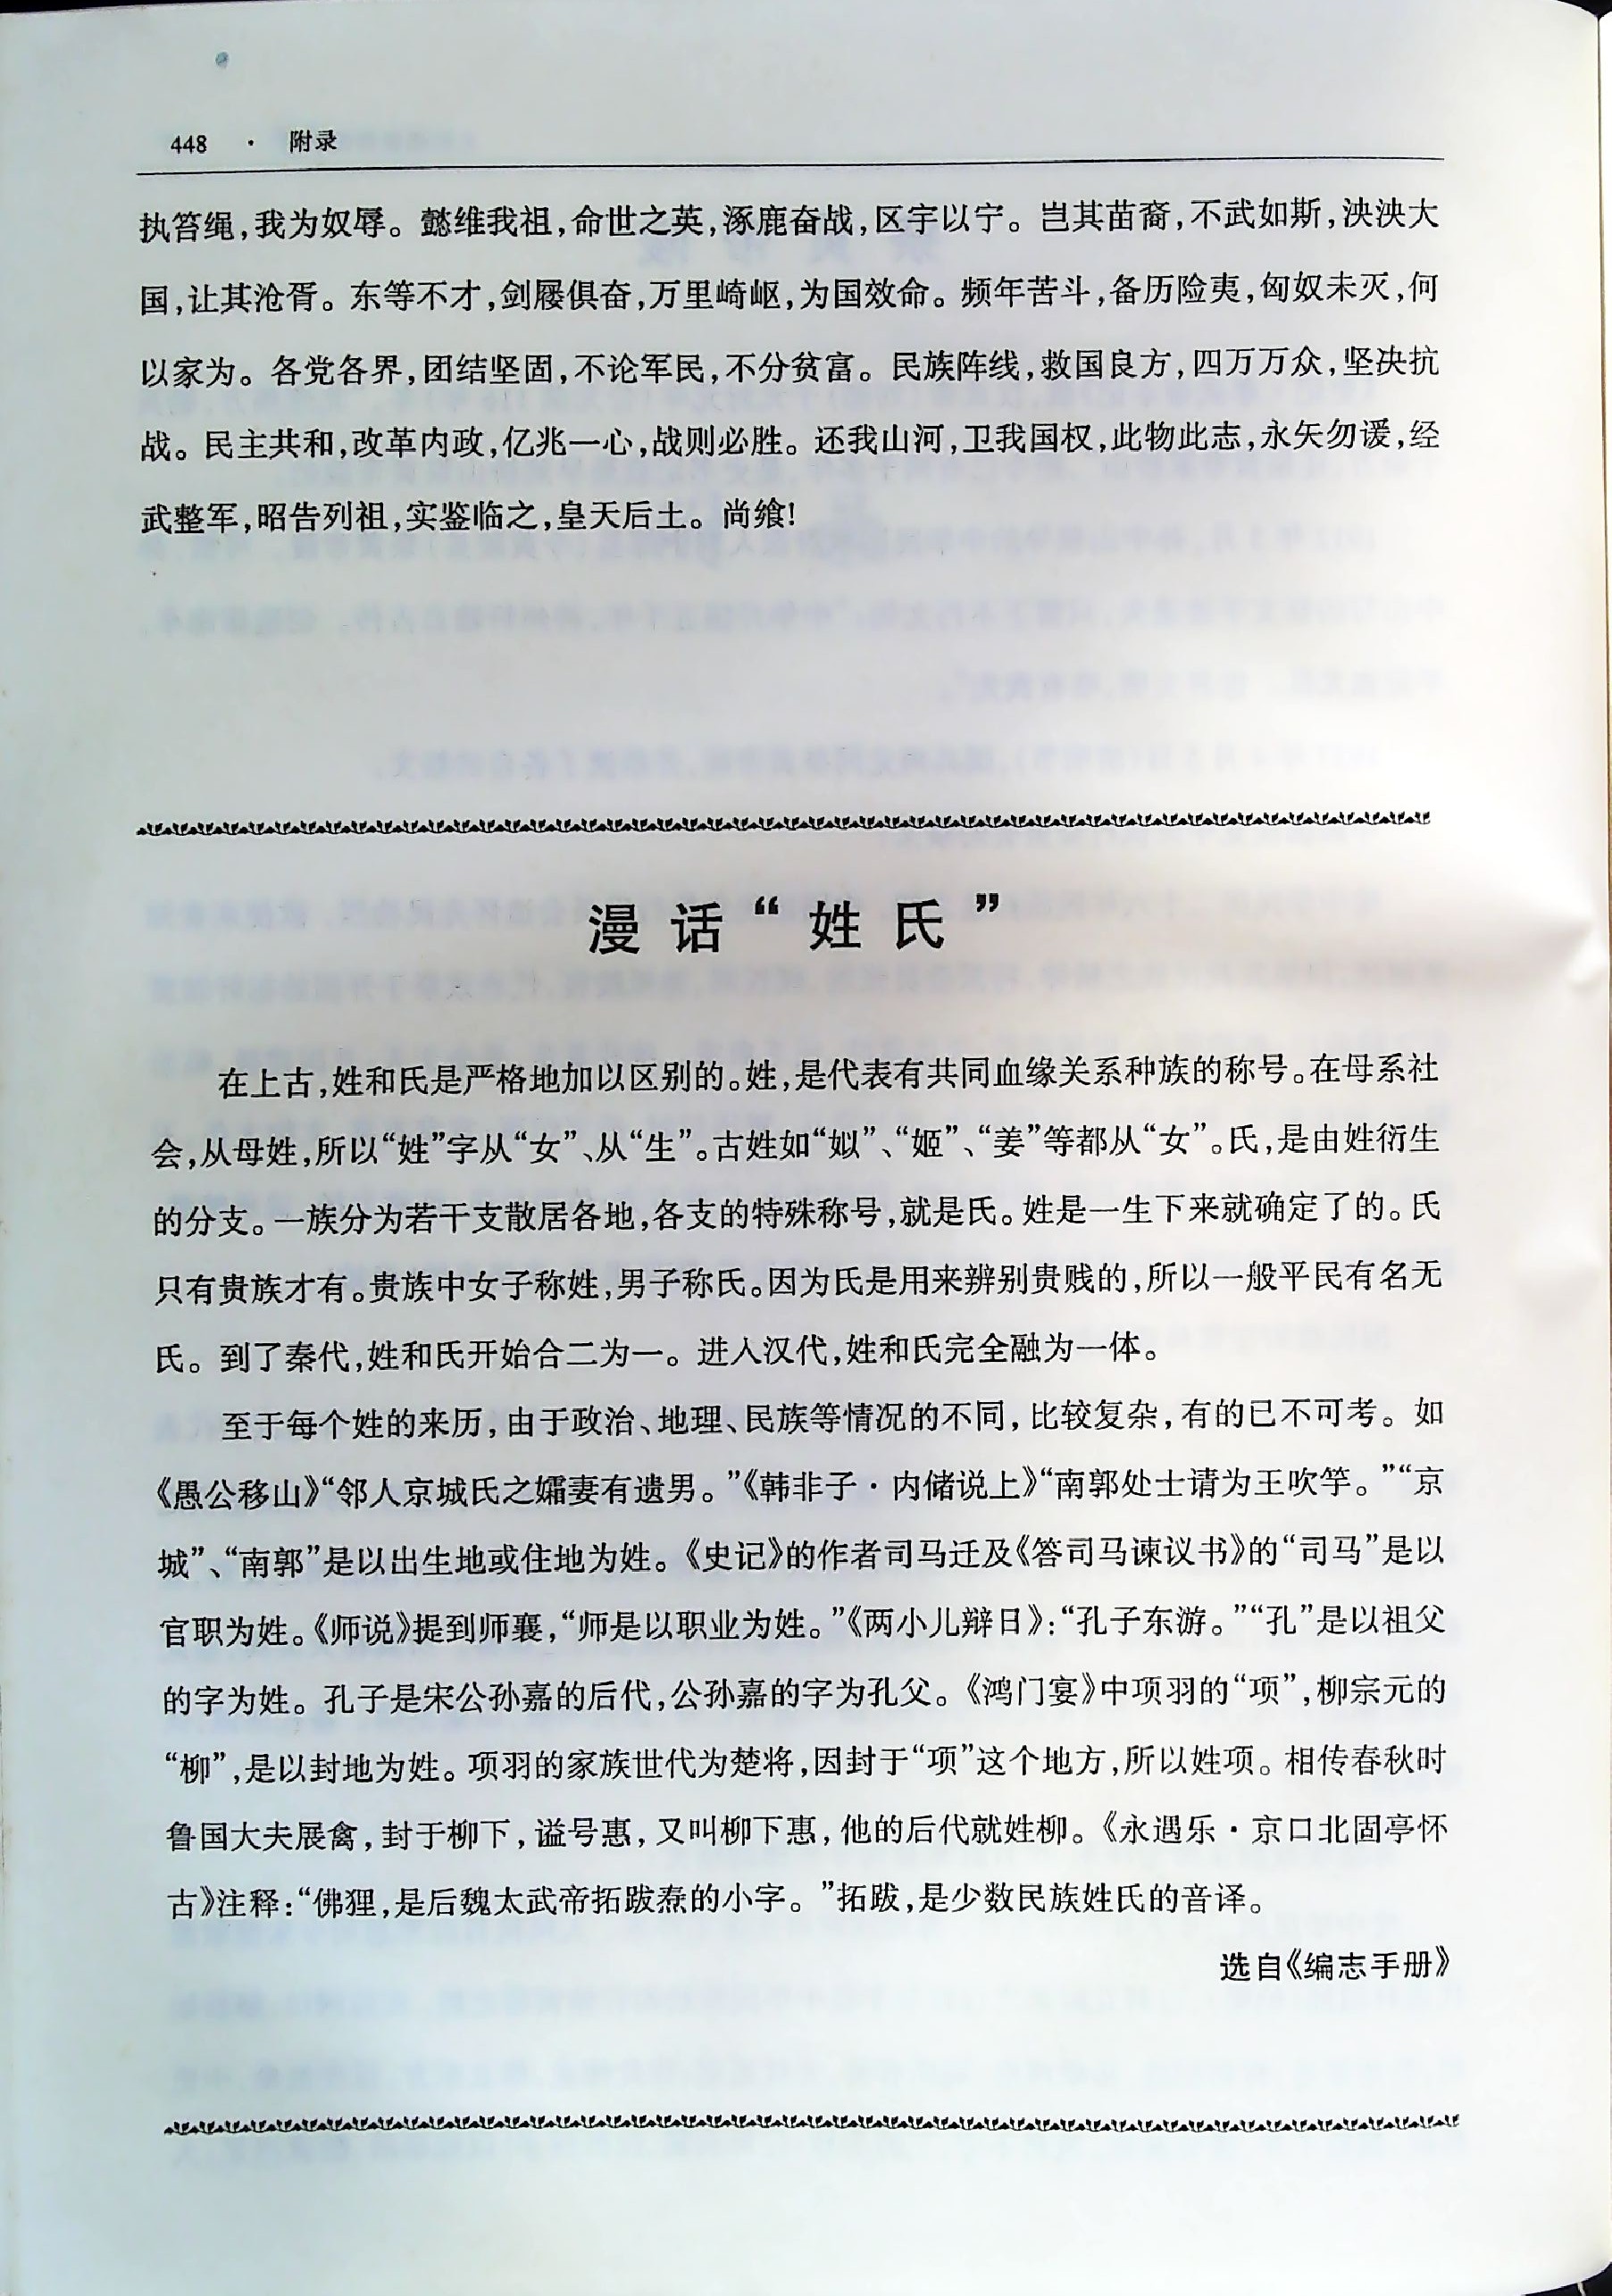 448 · 附录
执笞绳,我为奴辱。懿维我祖,命世之英,涿鹿奋战,区宇以宁。岂其苗裔,不武如斯,泱泱大
国,让其沧胥。东等不才,剑屦俱奋,万里崎岖,为国效命。频年苦斗,备历险夷,匈奴未灭,何
以家为。各党各界,团结坚固,不论军民,不分贫富。民族阵线,救国良方,四万万众,坚决抗
战。民主共和,改革内政,亿兆一心,战则必胜。还我山河,卫我国权,此物此志,永矢勿谖,经
武整军,昭告列祖,实鉴临之,皇天后土。尚飨!
漫话“姓氏”
在上古,姓和氏是严格地加以区别的。姓,是代表有共同血缘关系种族的称号。在母系社
会,从母姓,所以“姓”字从“女”、从“生”。古姓如“姒”、“姬”、“姜”等都从“女”。氏,是由姓衍生
的分支。一族分为若干支散居各地,各支的特殊称号,就是氏。姓是一生下来就确定了的。氏
只有贵族才有。贵族中女子称姓,男子称氏。因为氏是用来辨别贵贱的,所以一般平民有名无
氏。到了秦代,姓和氏开始合二为一。进入汉代,姓和氏完全融为一体。
至于每个姓的来历,由于政治、地理、民族等情况的不同,比较复杂,有的已不可考。如
《愚公移山》“邻人京城氏之孀妻有遗男。”《韩非子·内储说上》“南郭处士请为王吹竽。”“京
城”、“南郭”是以出生地或住地为姓。《史记》的作者司马迁及《答司马谏议书》的“司马”是以
官职为姓。《师说》提到师襄,“师是以职业为姓。”《两小儿辩日》:“孔子东游。”“孔”是以祖父
的字为姓。孔子是宋公孙嘉的后代,公孙嘉的字为孔父。《鸿门宴》中项羽的“项”,柳宗元的
“柳”,是以封地为姓。项羽的家族世代为楚将,因封于“项”这个地方,所以姓项。相传春秋时
鲁国大夫展禽,封于柳下,谥号惠,又叫柳下惠,他的后代就姓柳。《永遇乐·京口北固亭怀
古》注释:“佛狸,是后魏太武帝拓跋焘的小字。”拓跋,是少数民族姓氏的音译。
选自《编志手册》